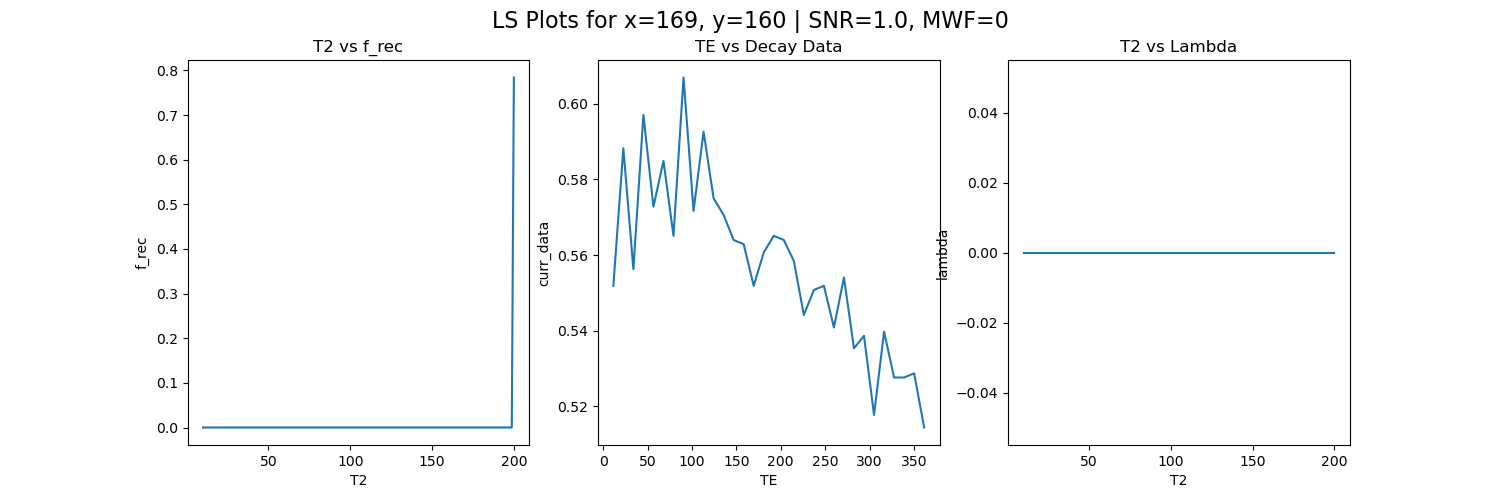 LS Plots for x=169, y=160 | SNR=1.0, MWF=0
T2 vs f_rec
0.8
0.7
0.6
0.5
0.4
0.3
0.2
0.1
0.0
f_rec
50 100 150 200
T2
TE vs Decay Data
0.60
0.58
0.56
0.54
0.52
curr_data
0 50 100 150 200 250 300 350
TE
T2 vs Lambda
0.04
0.02
0.00
−0.02
−0.04
lambda
50 100 150 200
T2